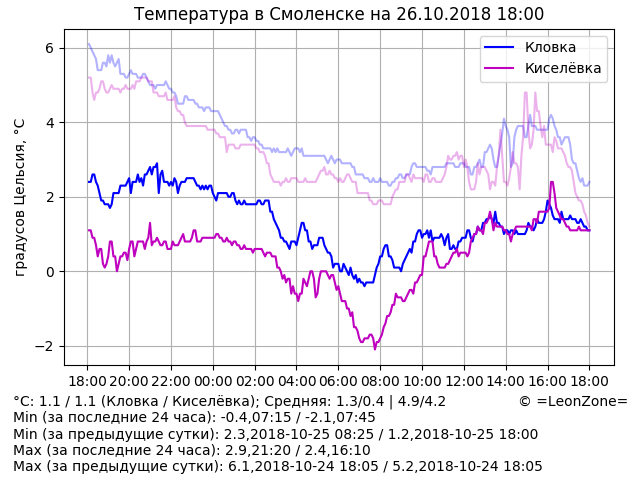 Температура в Смоленске на 26.10.2018 18:00
градусов Цельсия, °C
6
4
2
0
−2
Кловка
Киселёвка
18:00 20:00 22:00 00:00 02:00 04:00 06:00 08:00 10:00 12:00 14:00 16:00 18:00
°C: 1.1 / 1.1 (Кловка / Киселёвка); Средняя: 1.3/0.4 | 4.9/4.2 © =LeonZone=
Min (за последние 24 часа): -0.4,07:15 / -2.1,07:45
Min (за предыдущие сутки): 2.3,2018-10-25 08:25 / 1.2,2018-10-25 18:00
Max (за последние 24 часа): 2.9,21:20 / 2.4,16:10
Max (за предыдущие сутки): 6.1,2018-10-24 18:05 / 5.2,2018-10-24 18:05